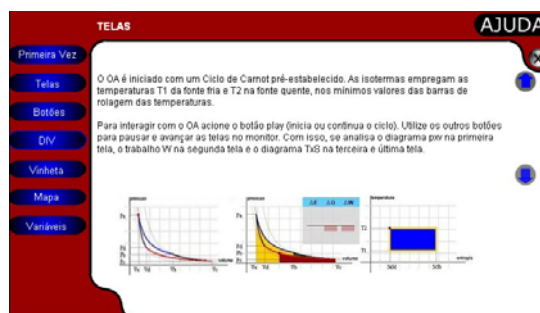 TELAS
AJUDA
Primeira Vez
Telas
Botões
DIV
Vinheta
Mapa
Variáveis
O OA é iniciado com um Ciclo de Carnot pré-estabelecido. As isotermas empregam as
temperaturas T1 da fonte fria e T2 na fonte quente, nos mínimos valores das barras de
rolagem das temperaturas.
Para interagir com o OA acione o botão play (inicia ou continua o ciclo). Utilize os outros botões
para pausar e avançar as telas no monitor. Com isso, se analisa o diagrama pxv na primeira
tela, o trabalho W na segunda tela e o diagrama TxS na terceira e última tela.
pressao
volume
pressao
volume
temperatura
T2
T1
entropia